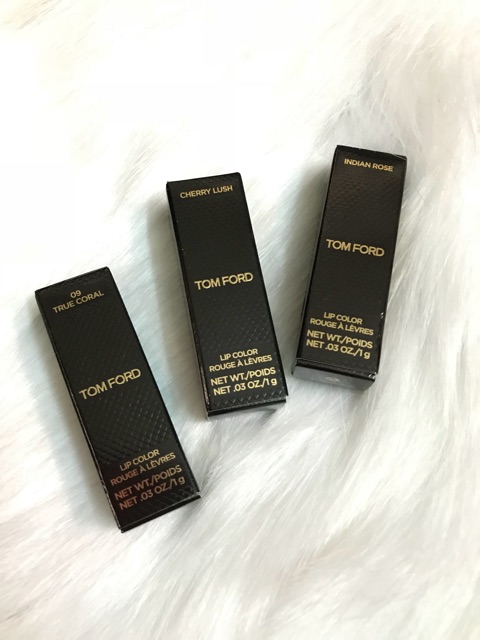 09
TRUE CORAL
TOM FORD
LIP COLOR
ROUGE À LÈVRES
NET WT./POIDS
NET .03 OZ./1 g
CHERRY LUSH
TOM FORD
LIP COLOR
ROUGE À LÈVRES
NET WT./POIDS
NET .03 OZ./1 g
INDIAN ROSE
TOM FORD
LIP COLOR
ROUGE À LÈVRES
NET WT./POIDS
NET .03 OZ./1 g